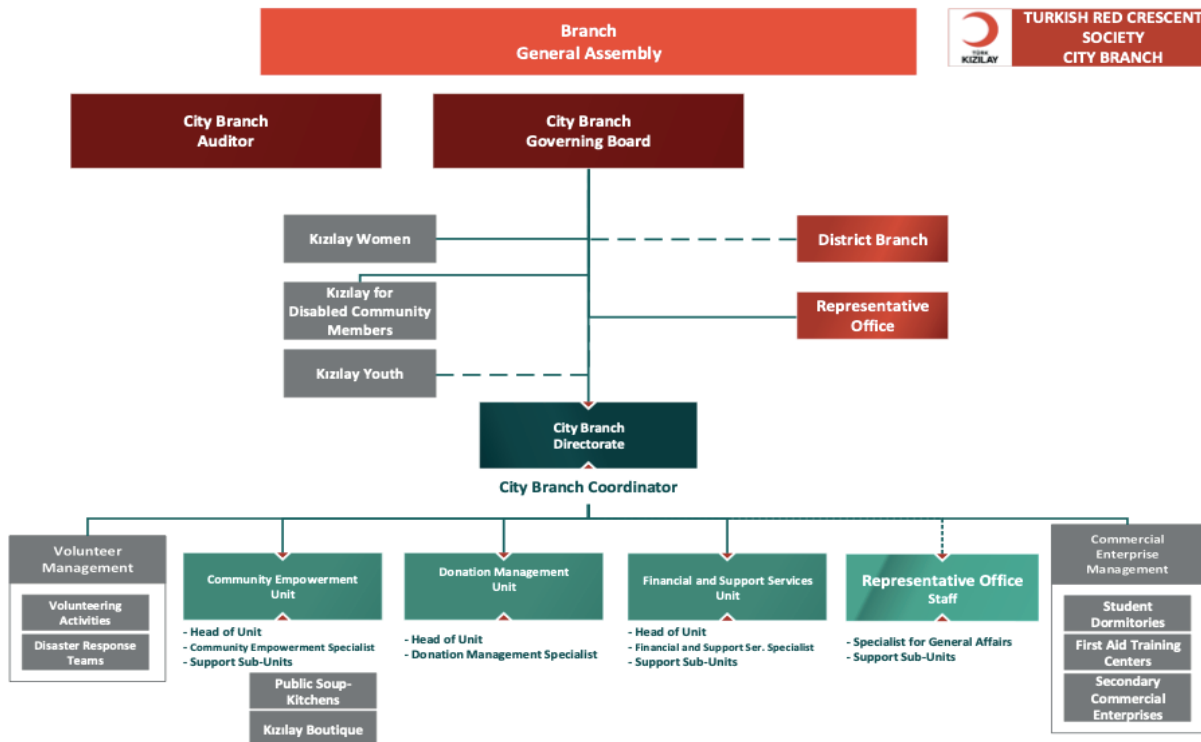 Branch
General Assembly
TÜRK
KIZILAY
TURKISH RED CRESCENT
SOCIETY
CITY BRANCH
City Branch
Auditor
City Branch
Governing Board
Kızılay Women
District Branch
Kızılay for
Disabled Community
Members
Representative
Office
Kızılay Youth
City Branch
Directorate
City Branch Coordinator
Volunteer
Management
Volunteering
Activities
Disaster Response
Teams
Community Empowerment
Unit
- Head of Unit
- Community Empowerment Specialist
- Support Sub-Units
Public Soup-
Kitchens
Kızılay Boutique
Donation Management
Unit
- Head of Unit
- Donation Management Specialist
Financial and Support Services
Unit
- Head of Unit
- Financial and Support Ser. Specialist
- Support Sub-Units
Representative Office
Staff
- Specialist for General Affairs
- Support Sub-Units
Commercial
Enterprise
Management
Student
Dormitories
First Aid Training
Centers
Secondary
Commercial
Enterprises